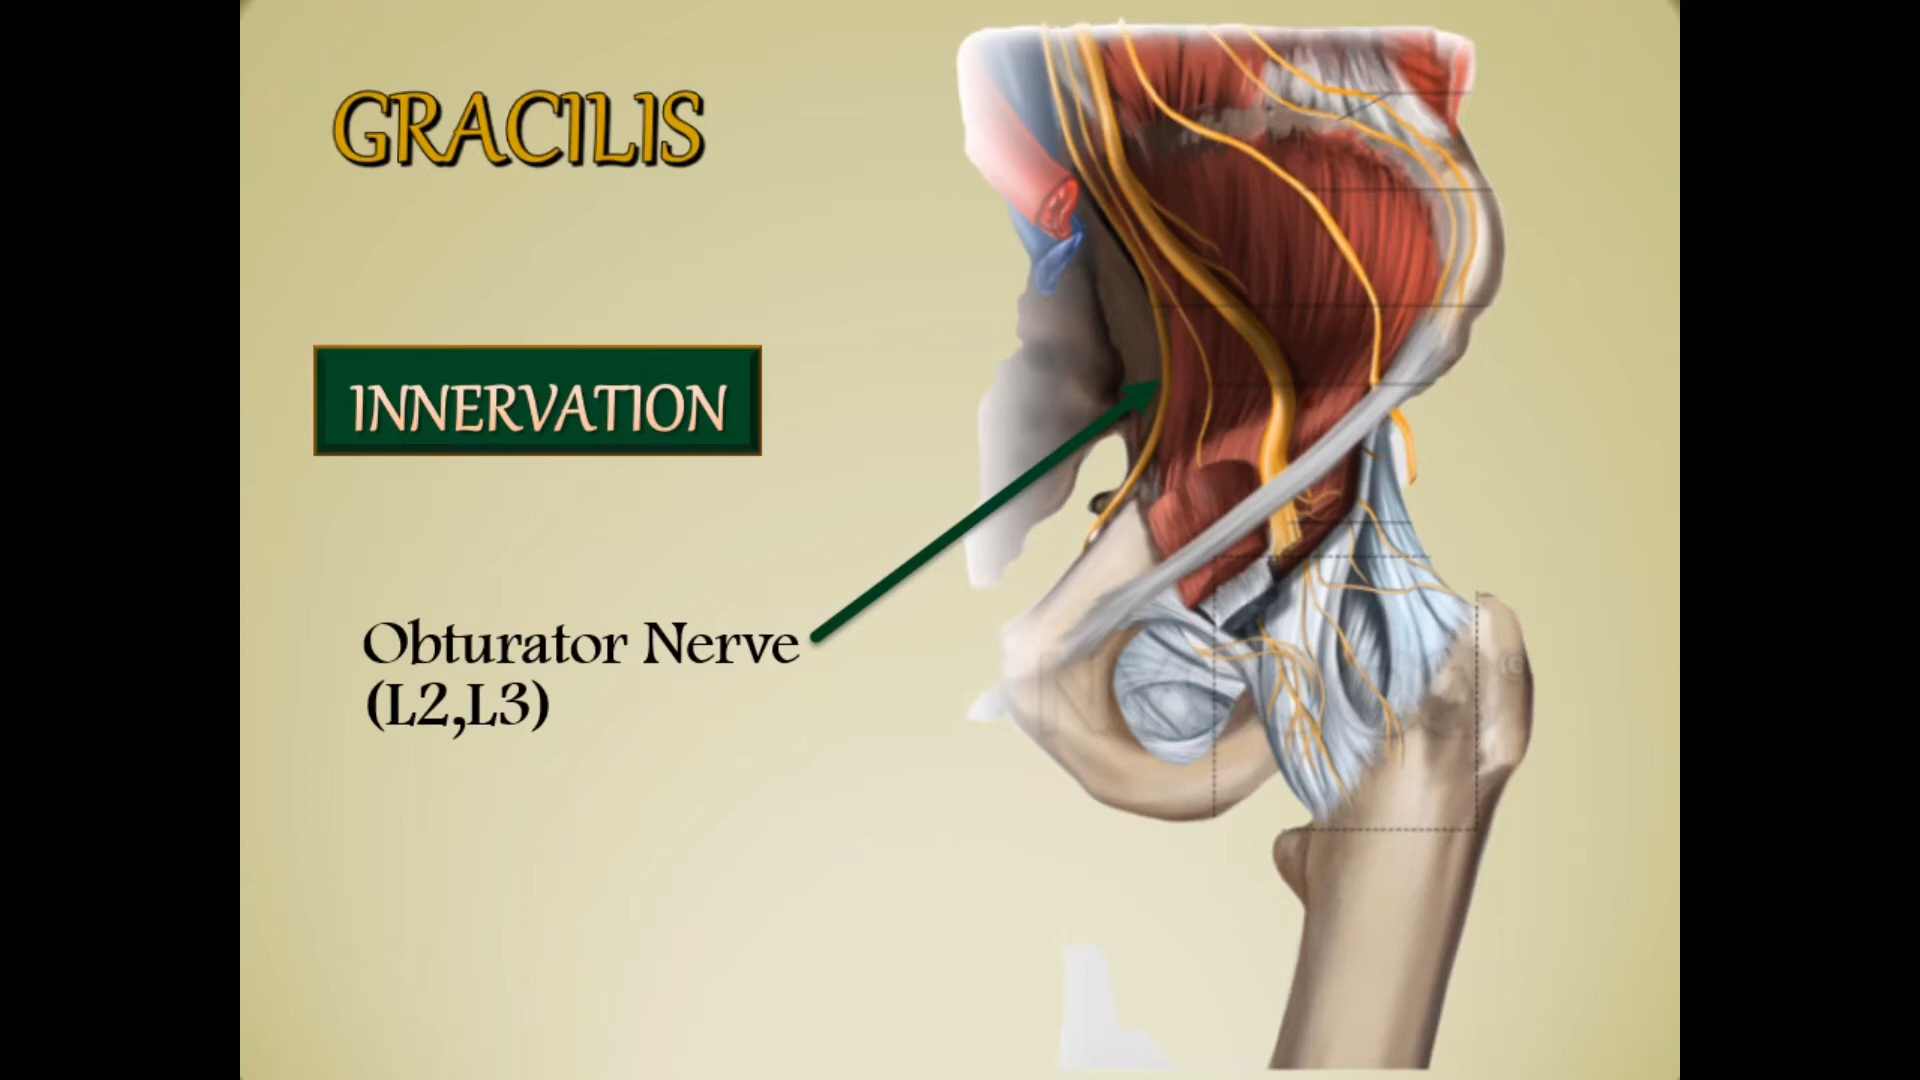 GRACILIS
INNERVATION
Obturator Nerve
(L2,L3)